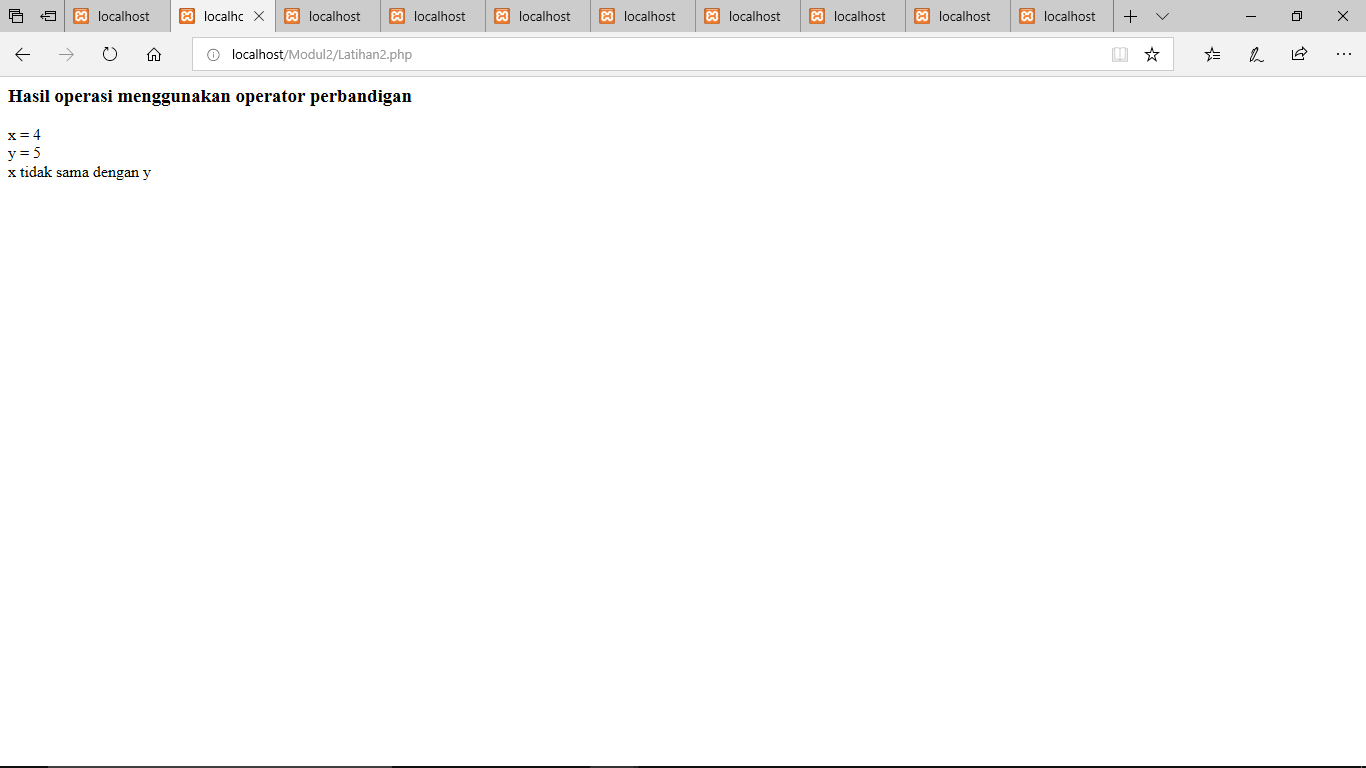 localhost
localhc
localhost
localhost
localhost
localhost
localhost
localhost
localhost
localhost
localhost/Modul2/Latihan2.php
Hasil operasi menggunakan operator perbandigan
x = 4
y = 5
x tidak sama dengan y